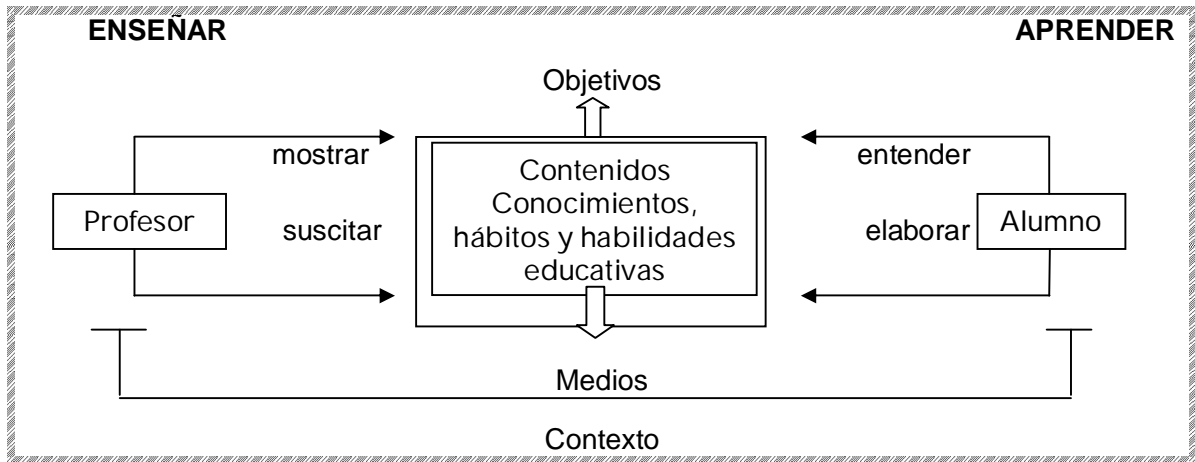 ENSEÑAR
APRENDER
Objetivos
mostrar
entender
Contenidos
Conocimientos,
hábitos y habilidades
educativas
Profesor
suscitar
elaborar
Alumno
Medios
Contexto